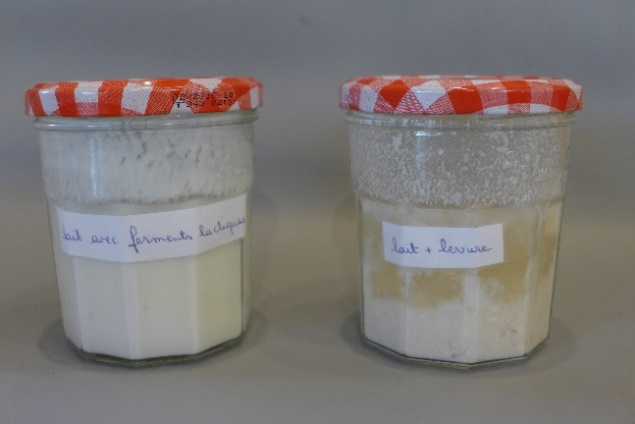 lait avec ferments lactiques
lait + levure